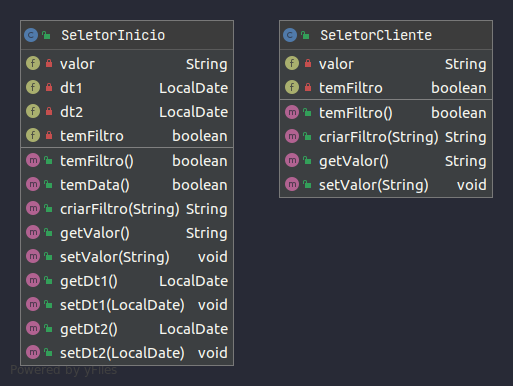 SeletorInicio
valor String
dt1 LocalDate
dt2 LocalDate
temFiltro boolean
temFiltro() boolean
temData() boolean
criarFiltro(String) String
getValor() String
setValor(String) void
getDt1() LocalDate
setDt1(LocalDate) void
getDt2() LocalDate
setDt2(LocalDate) void
SeletorCliente
valor String
temFiltro boolean
temFiltro() boolean
criarFiltro(String) String
getValor() String
setValor(String) void
Powered by yFiles